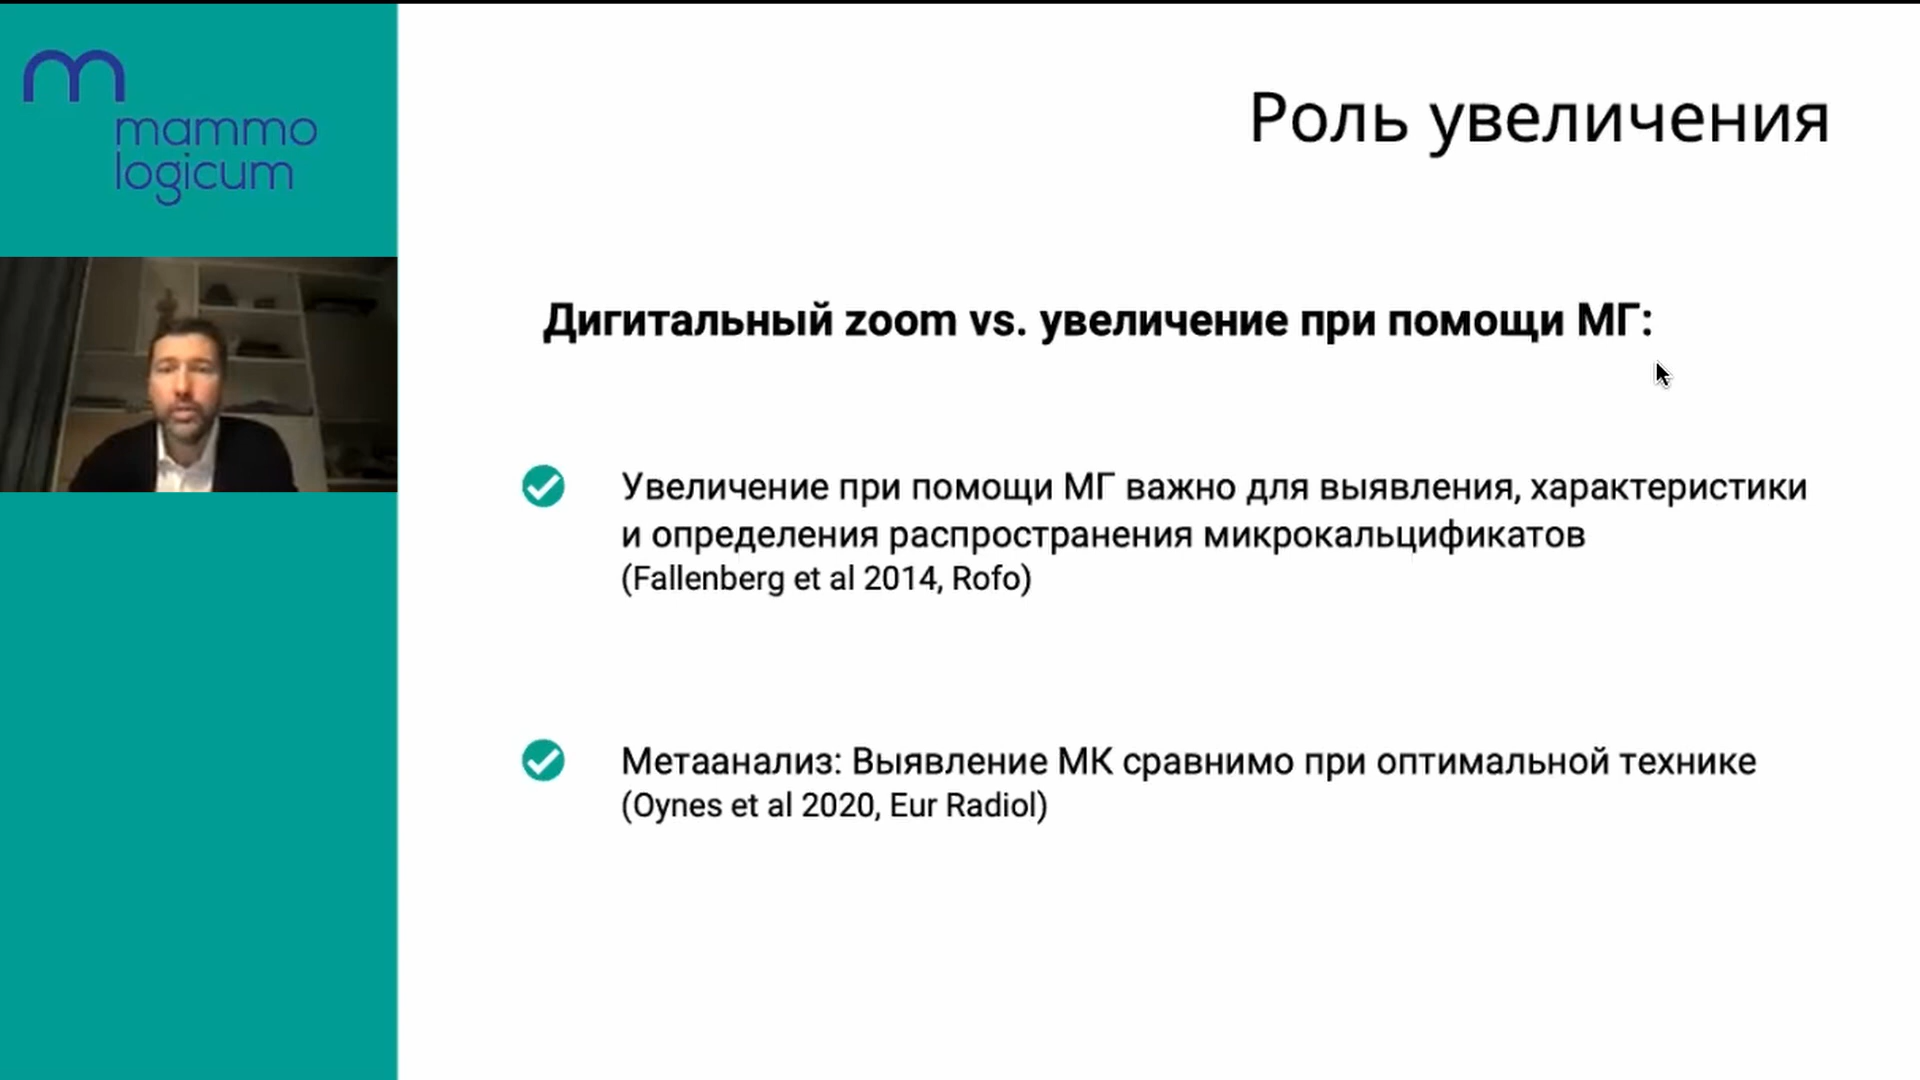 mammo
logicum
Роль увеличения
Дигитальный zoom vs. увеличение при помощи МГ:
Увеличение при помощи МГ важно для выявления, характеристики
и определения распространения микрокальцификатов
(Fallenberg et al 2014, Rofo)
Метаанализ: Выявление МК сравнимо при оптимальной технике
(Oynes et al 2020, Eur Radiol)